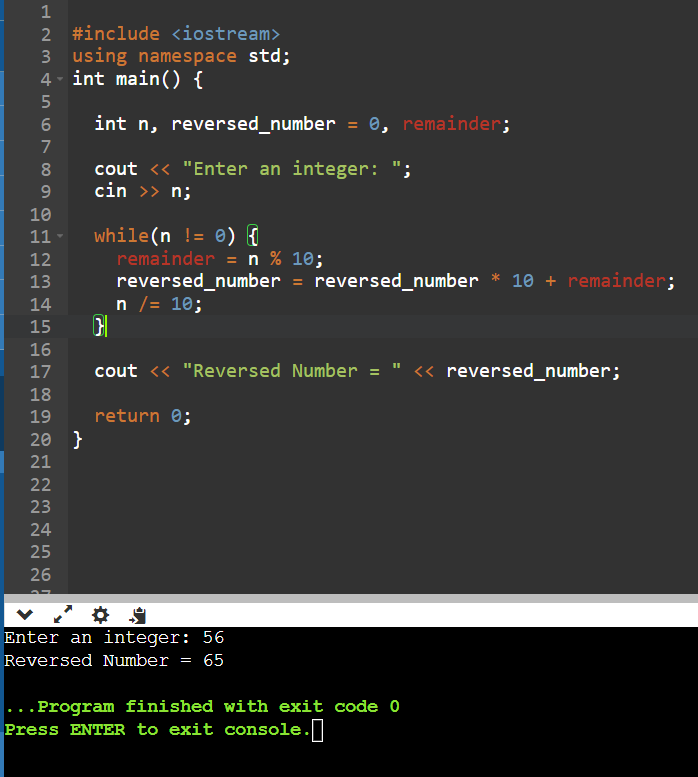 1
2 #include <iostream>
3 using namespace std;
4 int main() {
5
6 int n, reversed_number = 0, remainder;
7
8 cout << "Enter an integer: ";
9 cin >> n;
10
11 while(n != 0) {
12 remainder = n % 10;
13 reversed_number = reversed_number * 10 + remainder;
14 n /= 10;
15 }
16
17 cout << "Reversed Number = " << reversed_number;
18
19 return 0;
20 }
21
22
23
24
25
26
27
Enter an integer: 56
Reversed Number = 65
...Program finished with exit code 0
Press ENTER to exit console.